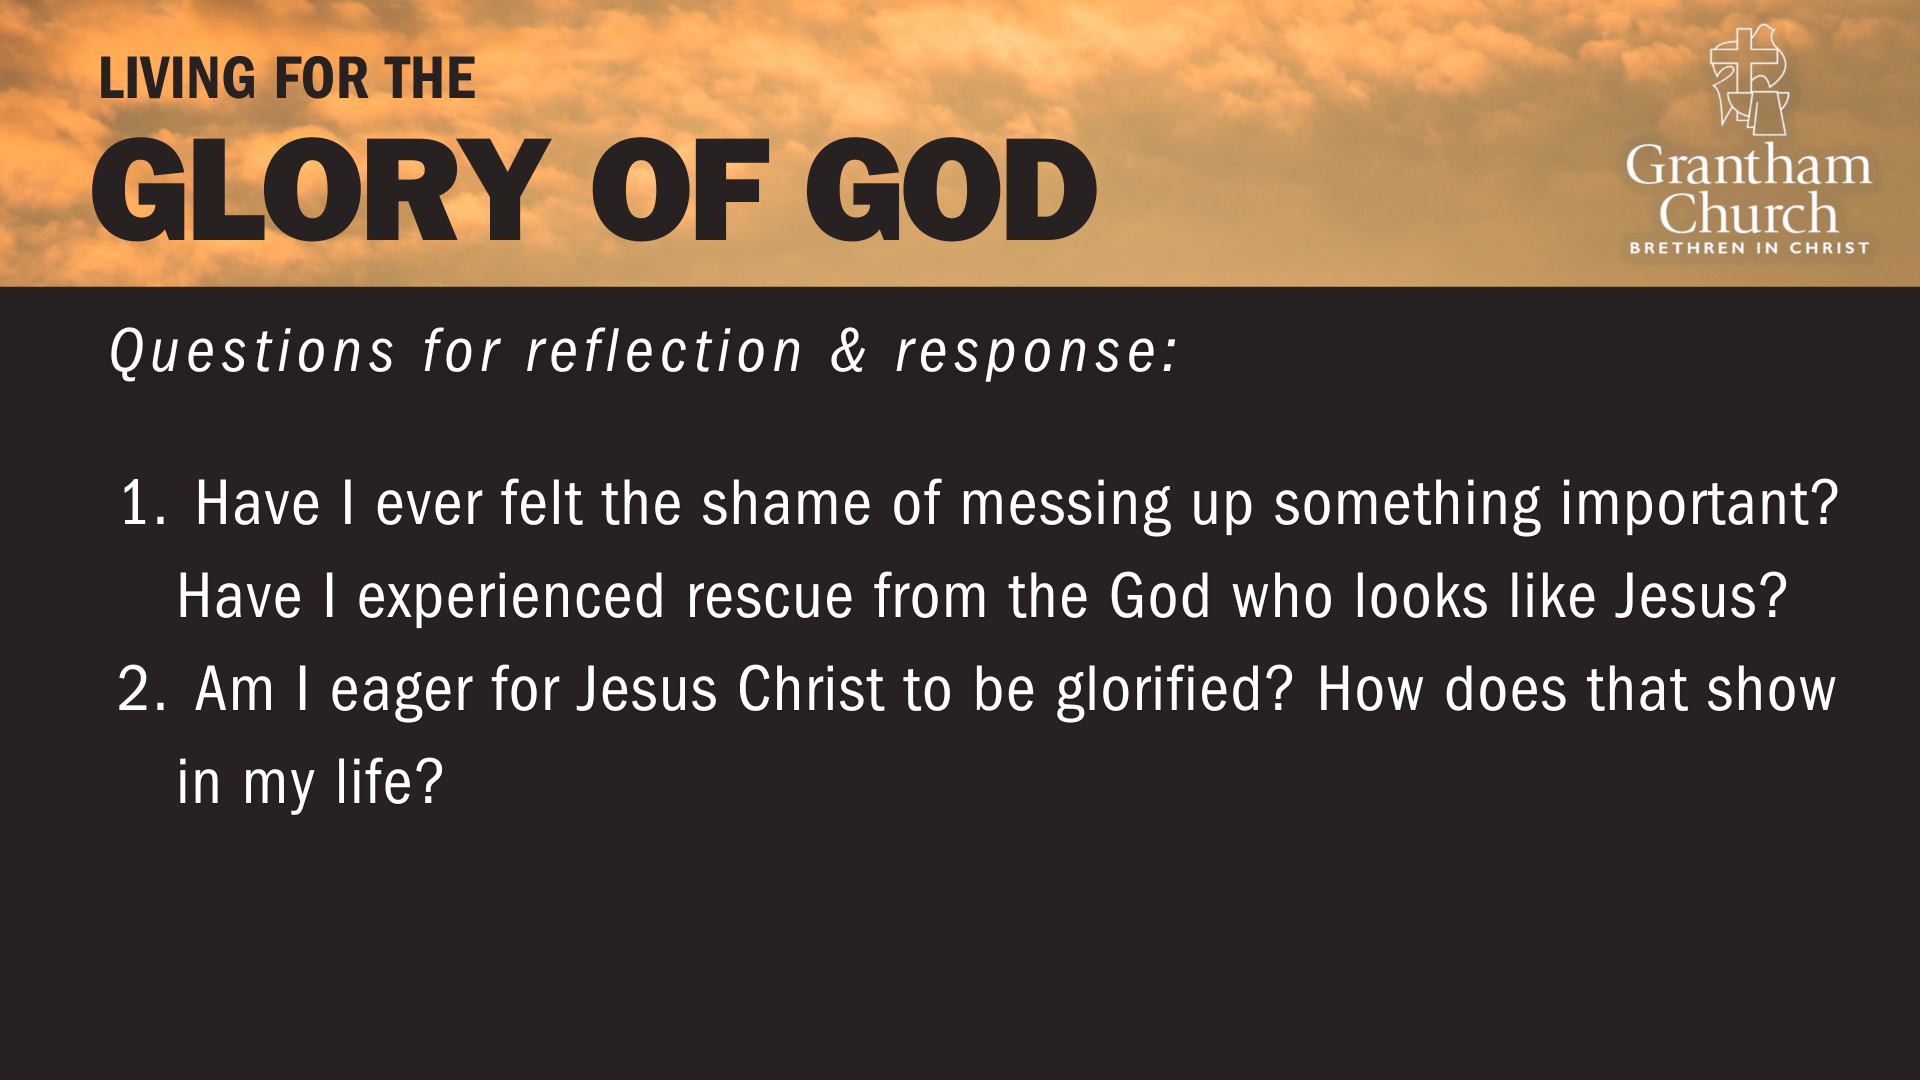 LIVING FOR THE
GLORY OF GOD
Grantham
Church
BRETHREN IN CHRIST
Questions for reflection & response:
1. Have I ever felt the shame of messing up something important?
Have I experienced rescue from the God who looks like Jesus?
2. Am I eager for Jesus Christ to be glorified? How does that show
in my life?